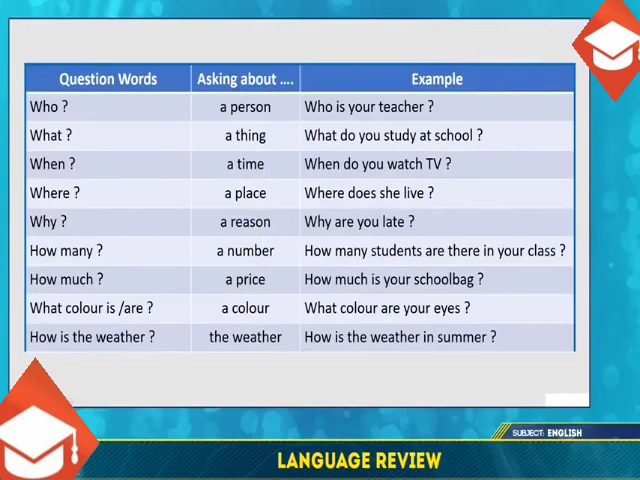 Question Words Asking about .... Example
Who ? a person Who is your teacher ?
What ? a thing What do you study at school ?
When ? a time When do you watch TV ?
Where ? a place Where does she live ?
Why ? a reason Why are you late ?
How many ? a number How many students are there in your class ?
How much ? a price How much is your schoolbag ?
What colour is /are ? a colour What colour are your eyes ?
How is the weather ? the weather How is the weather in summer ?
SUBJECT: ENGLISH
LANGUAGE REVIEW